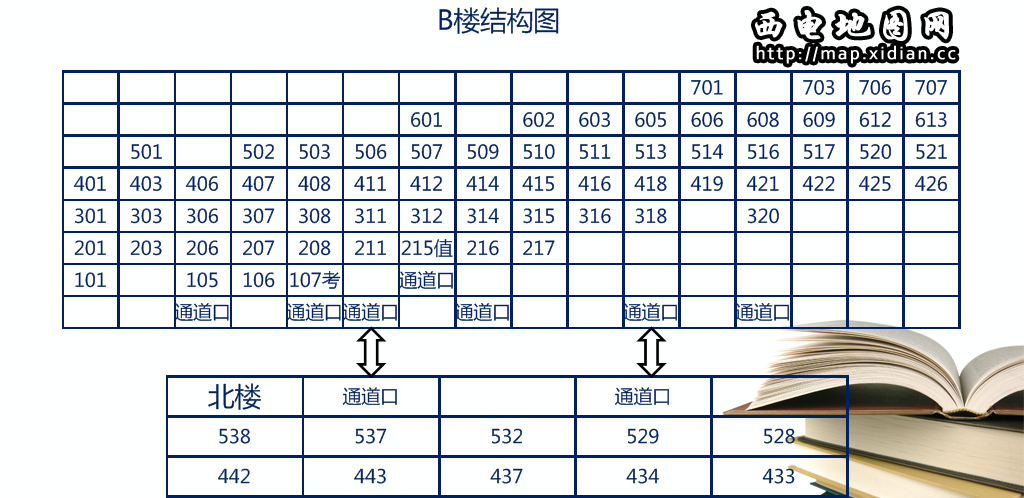 B楼结构图
西电地图网
http://map.xidian.cc
701 703 706 707
601 602 603 605 606 608 609 612 613
501 502 503 506 507 509 510 511 513 514 516 517 520 521
401 403 406 407 408 411 412 414 415 416 418 419 421 422 425 426
301 303 306 307 308 311 312 314 315 316 318 320
201 203 206 207 208 211 215值 216 217
101 105 106 107考 通道口
通道口 通道口 通道口 通道口 通道口 通道口
北楼 通道口 通道口
538 537 532 529 528
442 443 437 434 433